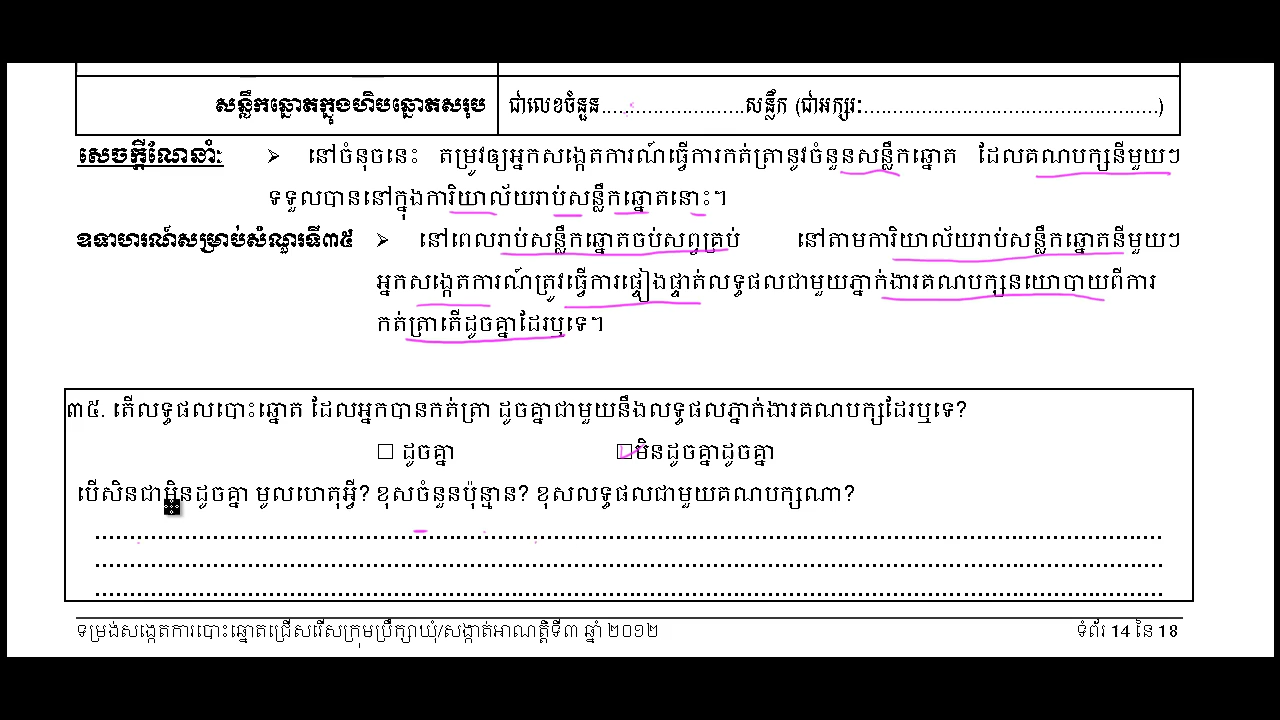 សន្លឹកឆ្នោតក្នុងហិបឆ្នោតសរុប ជាលេខចំនួន.........................សន្លឹក (ជាអក្សរៈ...................................................)
សេចក្តីណែនាំៈ ➢ នៅចំនុចនេះ តម្រូវឲ្យអ្នកសង្កេតការណ៍ធ្វើការកត់ត្រានូវចំនួនសន្លឹកឆ្នោត ដែលគណបក្សនីមួយៗ
ទទួលបាននៅក្នុងការិយាល័យរាប់សន្លឹកឆ្នោតនោះ។
ឧទាហរណ៍សម្រាប់សំណួរទី៣៥ ➢ នៅពេលរាប់សន្លឹកឆ្នោតចប់សព្វគ្រប់ នៅតាមការិយាល័យរាប់សន្លឹកឆ្នោតនីមួយៗ
អ្នកសង្កេតការណ៍ត្រូវធ្វើការផ្ទៀងផ្ទាត់លទ្ធផលជាមួយភ្នាក់ងារគណបក្សនយោបាយពីការ
កត់ត្រាតើដូចគ្នាដែរឬទេ។
៣៥. តើលទ្ធផលបោះឆ្នោត ដែលអ្នកបានកត់ត្រា ដូចគ្នាជាមួយនឹងលទ្ធផលភ្នាក់ងារគណបក្សដែរឬទេ?
☐ ដូចគ្នា ☐មិនដូចគ្នាដូចគ្នា
បើសិនជាមិនដូចគ្នា មូលហេតុអ្វី? ខុសចំនួនប៉ុន្មាន? ខុសលទ្ធផលជាមួយគណបក្សណា?
................................................................................
................................................................................
................................................................................
ទម្រង់សង្កេតការបោះឆ្នោតជ្រើសរើសក្រុមប្រឹក្សាឃុំ/សង្កាត់អាណត្តិទី៣ ឆ្នាំ ២០១២ ទំព័រ 14 នៃ 18